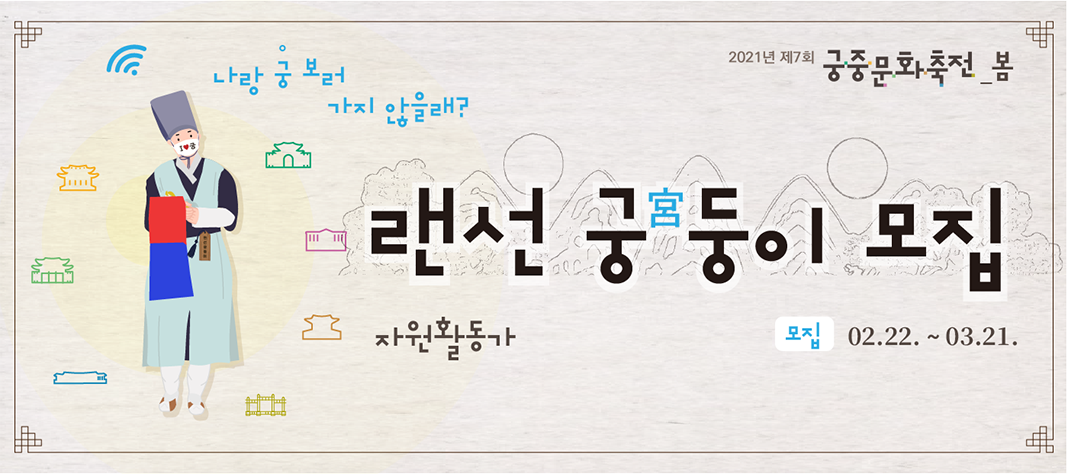 2021년 제7회 궁중문화축전_봄
나랑 궁 보러
가지 않을래?
I♥궁
랜선 궁宮둥이 모집
자원활동가
모집 02.22. ~ 03.21.